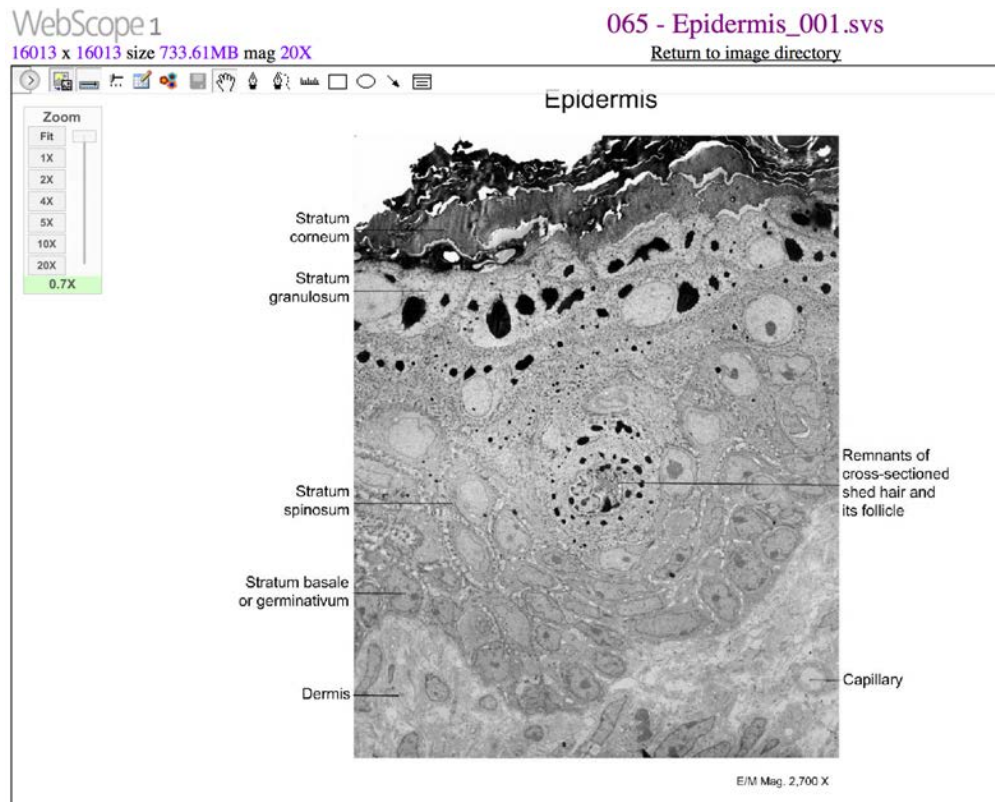 WebScope 1
065 - Epidermis_001.svs
16013 x 16013 size 733.61MB mag 20X
Return to image directory
Zoom
Fit
1X
2X
4X
5X
10X
20X
0.7X
Epidermis
Stratum
corneum
Stratum
granulosum
Remnants of
cross-sectioned
shed hair and
its follicle
Stratum
spinosum
Stratum basale
or germinativum
Dermis
Capillary
E/M Mag. 2,700 X